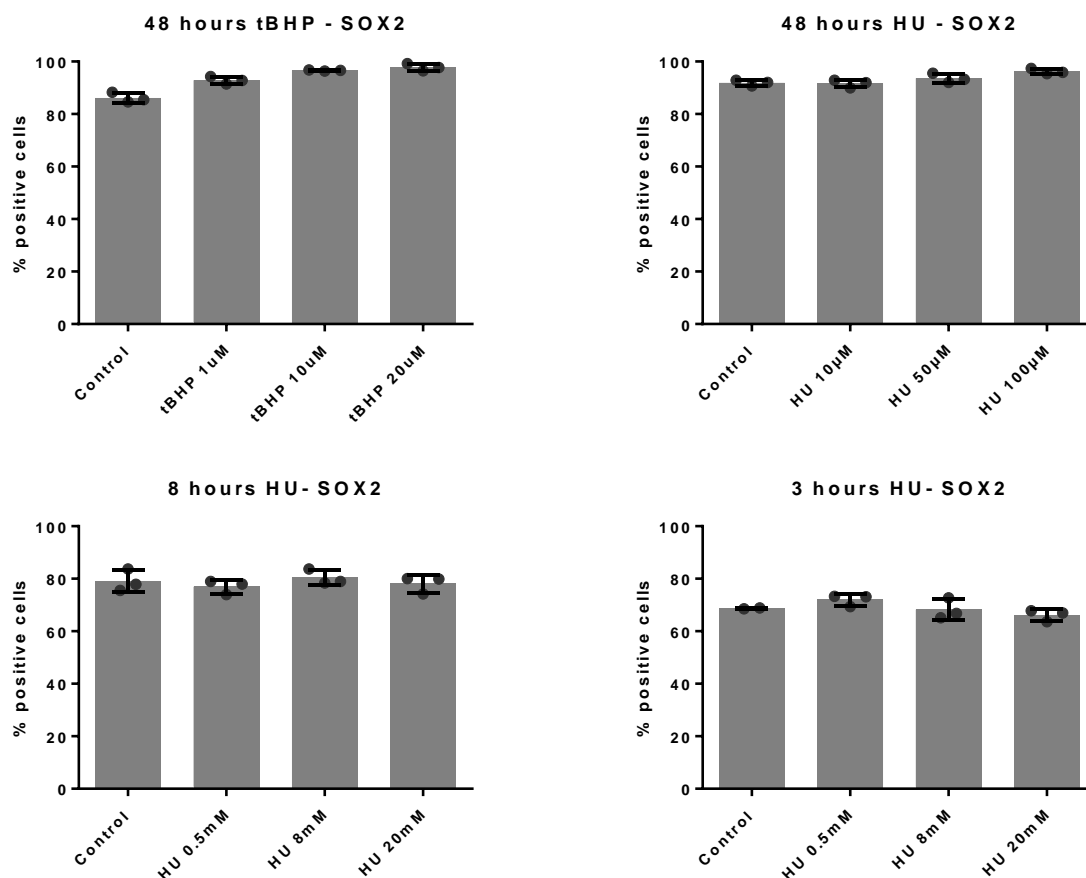 48 hours tBHP - SOX2
% positive cells
100
80
60
40
20
0
Control
tBHP 1uM
tBHP 10uM
tBHP 20uM
48 hours HU - SOX2
% positive cells
100
80
60
40
20
0
Control
HU 10µM
HU 50µM
HU 100µM
8 hours HU- SOX2
% positive cells
100
80
60
40
20
0
Control
HU 0.5mM
HU 8mM
HU 20mM
3 hours HU- SOX2
% positive cells
100
80
60
40
20
0
Control
HU 0.5mM
HU 8mM
HU 20mM